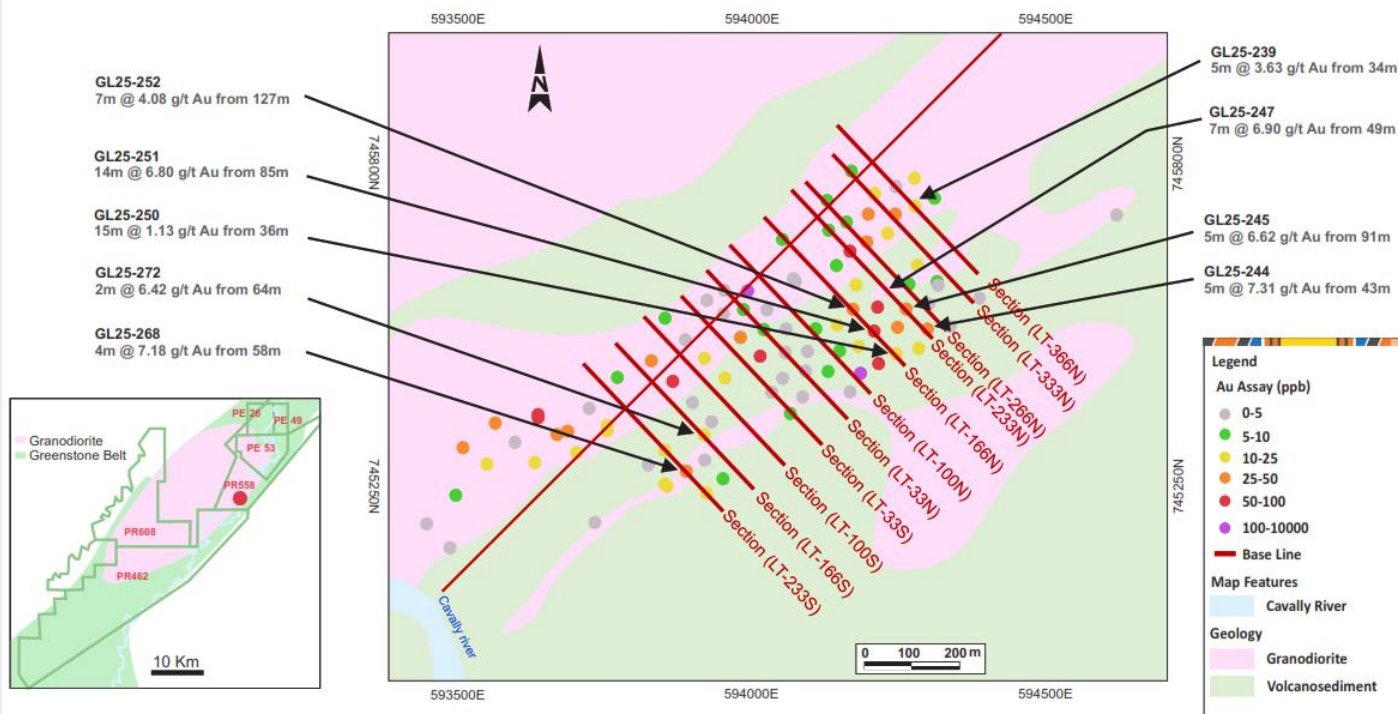 593500E
594000E
594500E
GL25-252
7m @ 4.08 g/t Au from 127m
GL25-251
14m @ 6.80 g/t Au from 85m
GL25-250
15m @ 1.13 g/t Au from 36m
GL25-272
2m @ 6.42 g/t Au from 64m
GL25-268
4m @ 7.18 g/t Au from 58m
GL25-239
5m @ 3.63 g/t Au from 34m
GL25-247
7m @ 6.90 g/t Au from 49m
GL25-245
5m @ 6.62 g/t Au from 91m
GL25-244
5m @ 7.31 g/t Au from 43m
N
745800N
745800N
745250N
745250N
Section (LT-366N)
Section (LT-333N)
Section (LT-266N)
Section (LT-233N)
Section (LT-166N)
Section (LT-100N)
Section (LT-33N)
Section (LT-33S)
Section (LT-100S)
Section (LT-166S)
Section (LT-233S)
Cavally river
0 100 200 m
593500E
594000E
594500E
Granodiorite
Greenstone Belt
PE 26
PE 49
PE 53
PR558
PR608
PR462
10 Km
Legend
Au Assay (ppb)
0-5
5-10
10-25
25-50
50-100
100-10000
Base Line
Map Features
Cavally River
Geology
Granodiorite
Volcanosediment